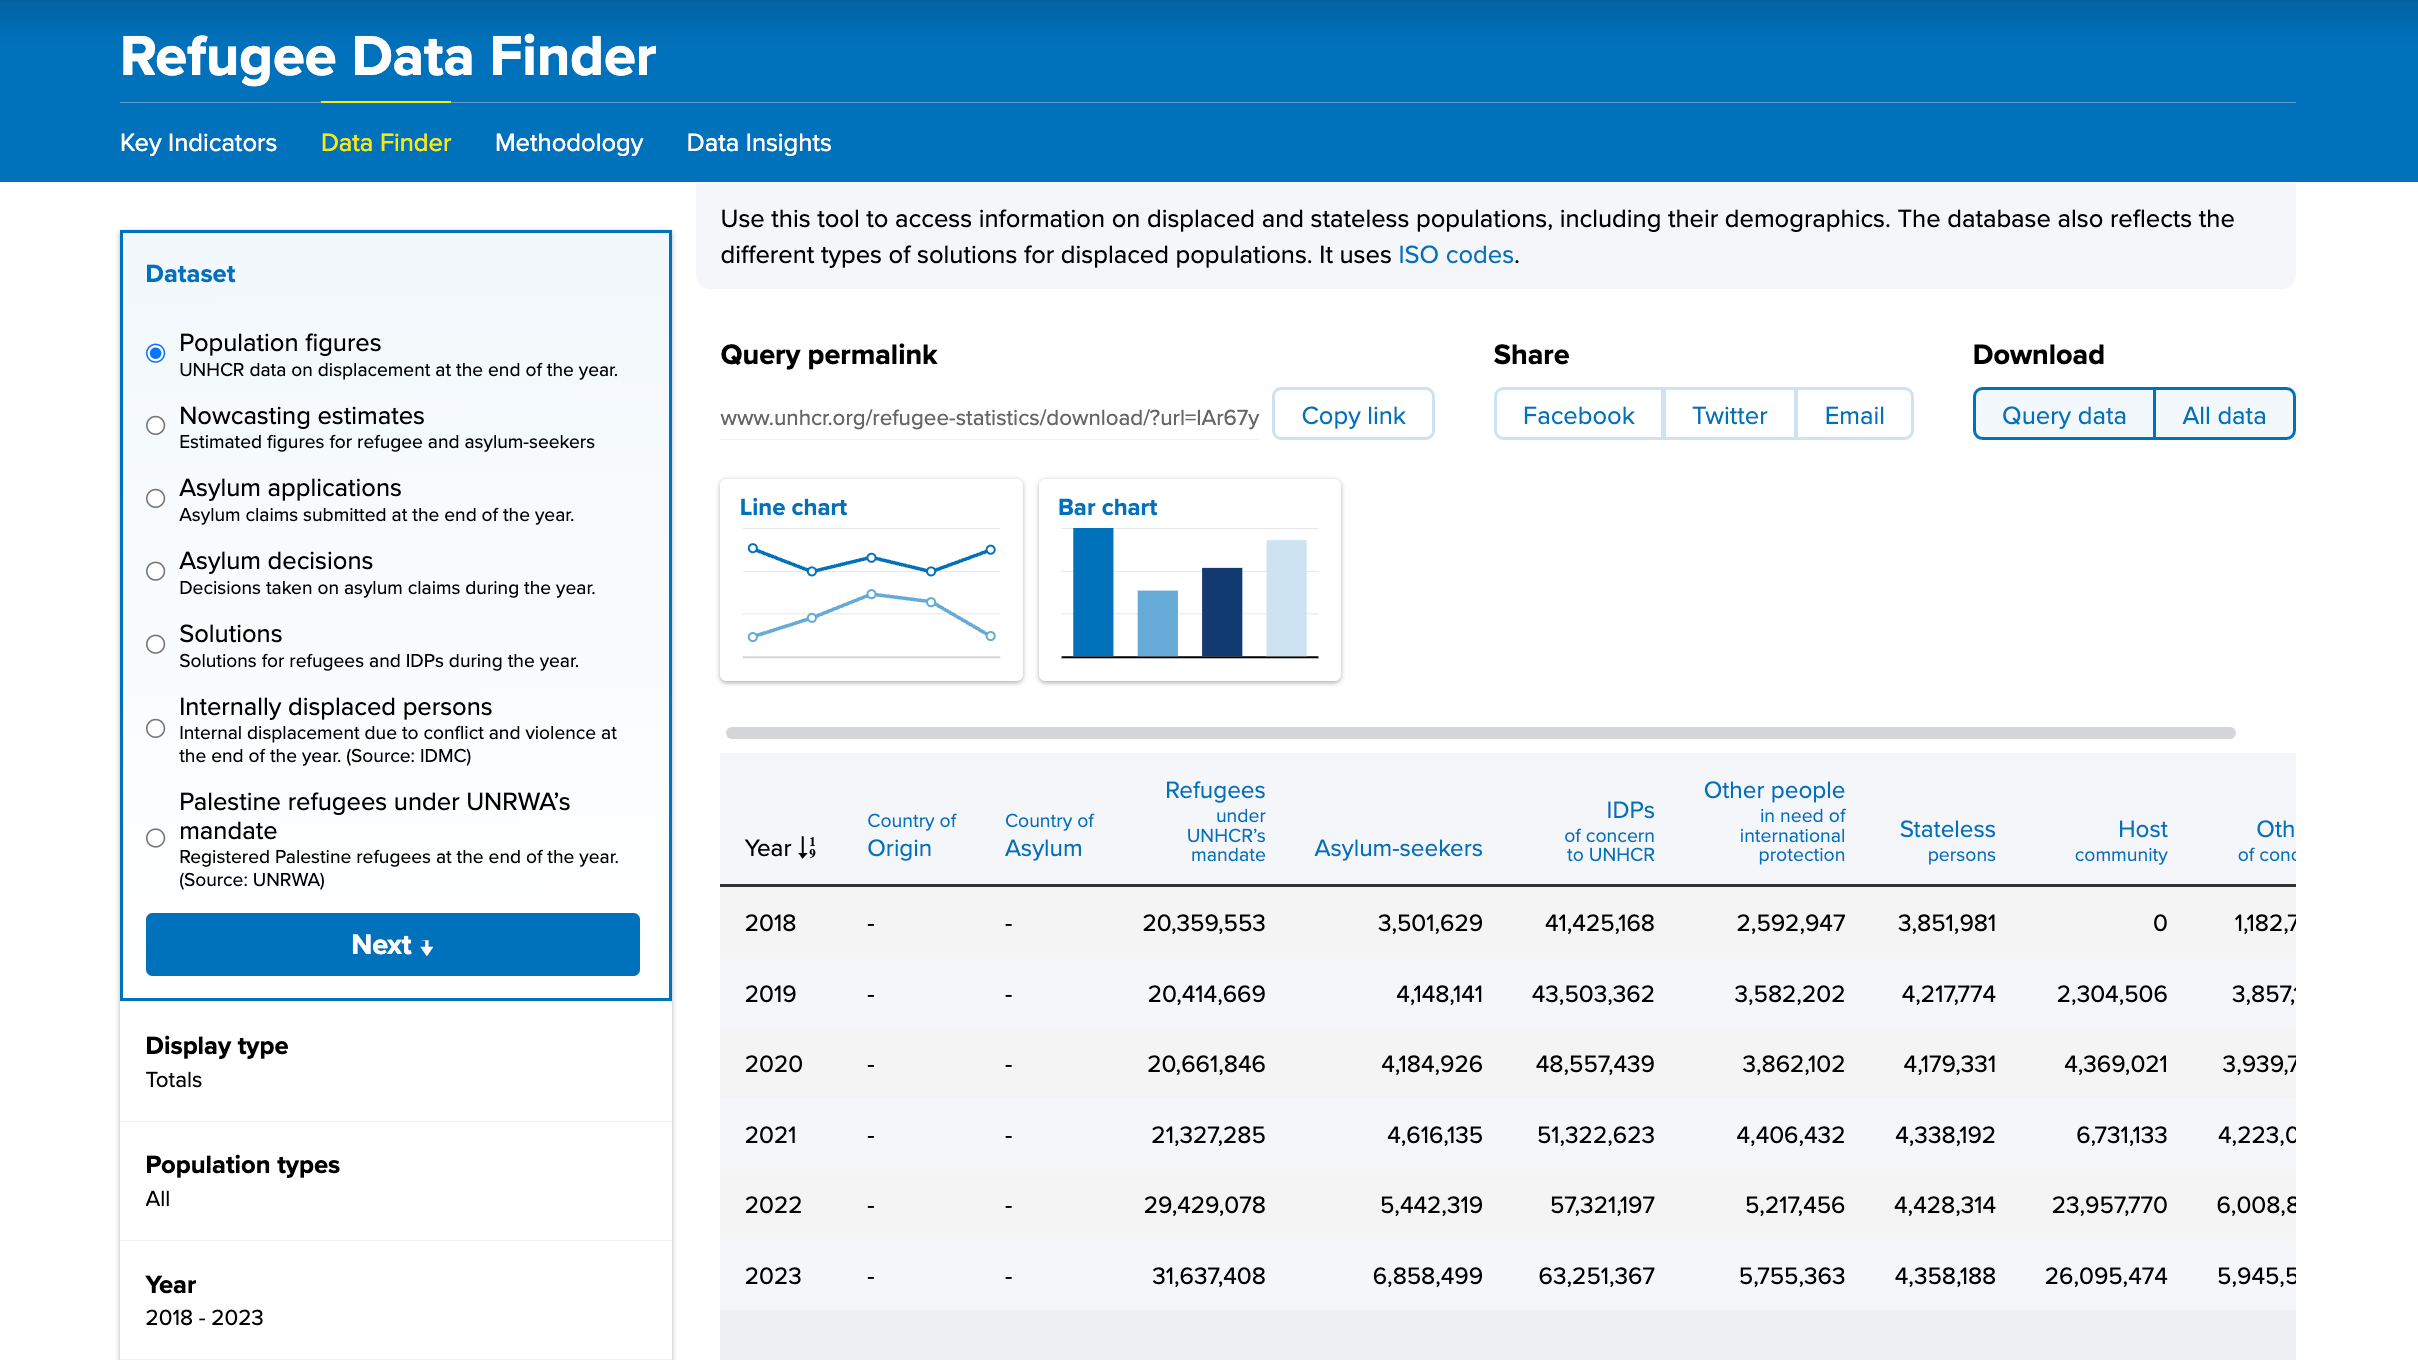 Refugee Data Finder
Key Indicators Data Finder Methodology Data Insights
Use this tool to access information on displaced and stateless populations, including their demographics. The database also reflects the
different types of solutions for displaced populations. It uses ISO codes.
Dataset
Population figures
UNHCR data on displacement at the end of the year.
Nowcasting estimates
Estimated figures for refugee and asylum-seekers
Asylum applications
Asylum claims submitted at the end of the year.
Asylum decisions
Decisions taken on asylum claims during the year.
Solutions
Solutions for refugees and IDPs during the year.
Internally displaced persons
Internal displacement due to conflict and violence at
the end of the year. (Source: IDMC)
Palestine refugees under UNRWA’s
mandate
Registered Palestine refugees at the end of the year.
(Source: UNRWA)
Next
Display type
Totals
Population types
All
Year
2018 - 2023
Query permalink
www.unhcr.org/refugee-statistics/download/?url=lAr67y
Copy link
Share
Facebook Twitter Email
Download
Query data All data
Line chart
Bar chart
Year
Country of
Origin
Country of
Asylum
Refugees
under
UNHCR’s
mandate
Asylum-seekers
IDPs
of concern
to UNHCR
Other people
in need of
international
protection
Stateless
persons
Host
community
Oth
of conc
2018 - - 20,359,553 3,501,629 41,425,168 2,592,947 3,851,981 0 1,182,7
2019 - - 20,414,669 4,148,141 43,503,362 3,582,202 4,217,774 2,304,506 3,857,
2020 - - 20,661,846 4,184,926 48,557,439 3,862,102 4,179,331 4,369,021 3,939,7
2021 - - 21,327,285 4,616,135 51,322,623 4,406,432 4,338,192 6,731,133 4,223,0
2022 - - 29,429,078 5,442,319 57,321,197 5,217,456 4,428,314 23,957,770 6,008,8
2023 - - 31,637,408 6,858,499 63,251,367 5,755,363 4,358,188 26,095,474 5,945,5